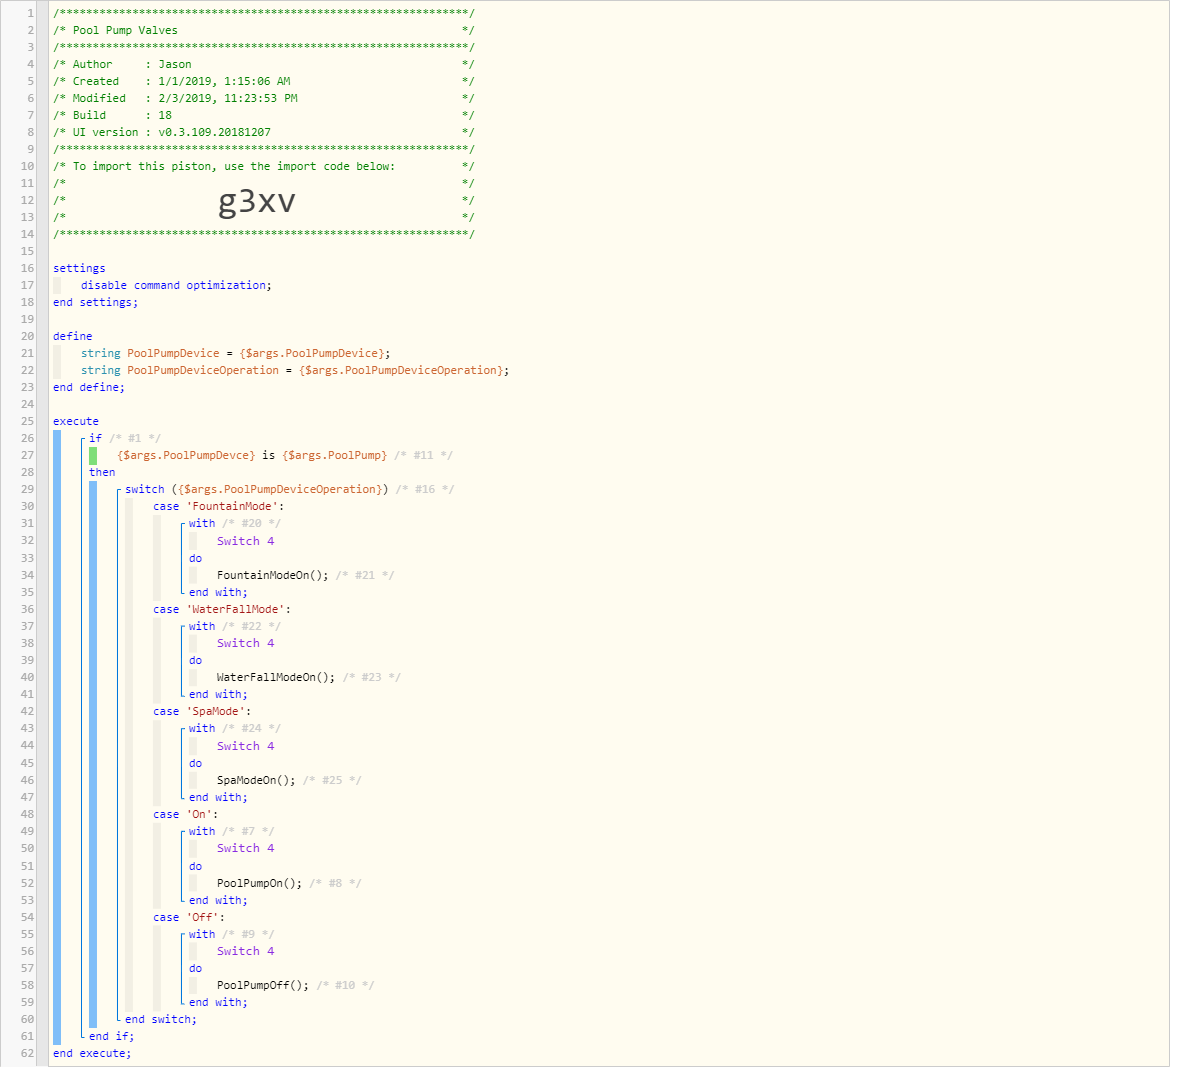 1 /**************************************************************/
2 /* Pool Pump Valves */
3 /**************************************************************/
4 /* Author : Jason */
5 /* Created : 1/1/2019, 1:15:06 AM */
6 /* Modified : 2/3/2019, 11:23:53 PM */
7 /* Build : 18 */
8 /* UI version : v0.3.109.20181207 */
9 /**************************************************************/
10 /* To import this piston, use the import code below: */
11 /* */
12 /* g3xv */
13 /* */
14 /**************************************************************/
15
16 settings
17 disable command optimization;
18 end settings;
19
20 define
21 string PoolPumpDevice = {$args.PoolPumpDevice};
22 string PoolPumpDeviceOperation = {$args.PoolPumpDeviceOperation};
23 end define;
24
25 execute
26 if /* #1 */
27 {$args.PoolPumpDevce} is {$args.PoolPump} /* #11 */
28 then
29 switch ({$args.PoolPumpDeviceOperation}) /* #16 */
30 case 'FountainMode':
31 with /* #20 */
32 Switch 4
33 do
34 FountainModeOn(); /* #21 */
35 end with;
36 case 'WaterFallMode':
37 with /* #22 */
38 Switch 4
39 do
40 WaterFallModeOn(); /* #23 */
41 end with;
42 case 'SpaMode':
43 with /* #24 */
44 Switch 4
45 do
46 SpaModeOn(); /* #25 */
47 end with;
48 case 'On':
49 with /* #7 */
50 Switch 4
51 do
52 PoolPumpOn(); /* #8 */
53 end with;
54 case 'Off':
55 with /* #9 */
56 Switch 4
57 do
58 PoolPumpOff(); /* #10 */
59 end with;
60 end switch;
61 end if;
62 end execute;